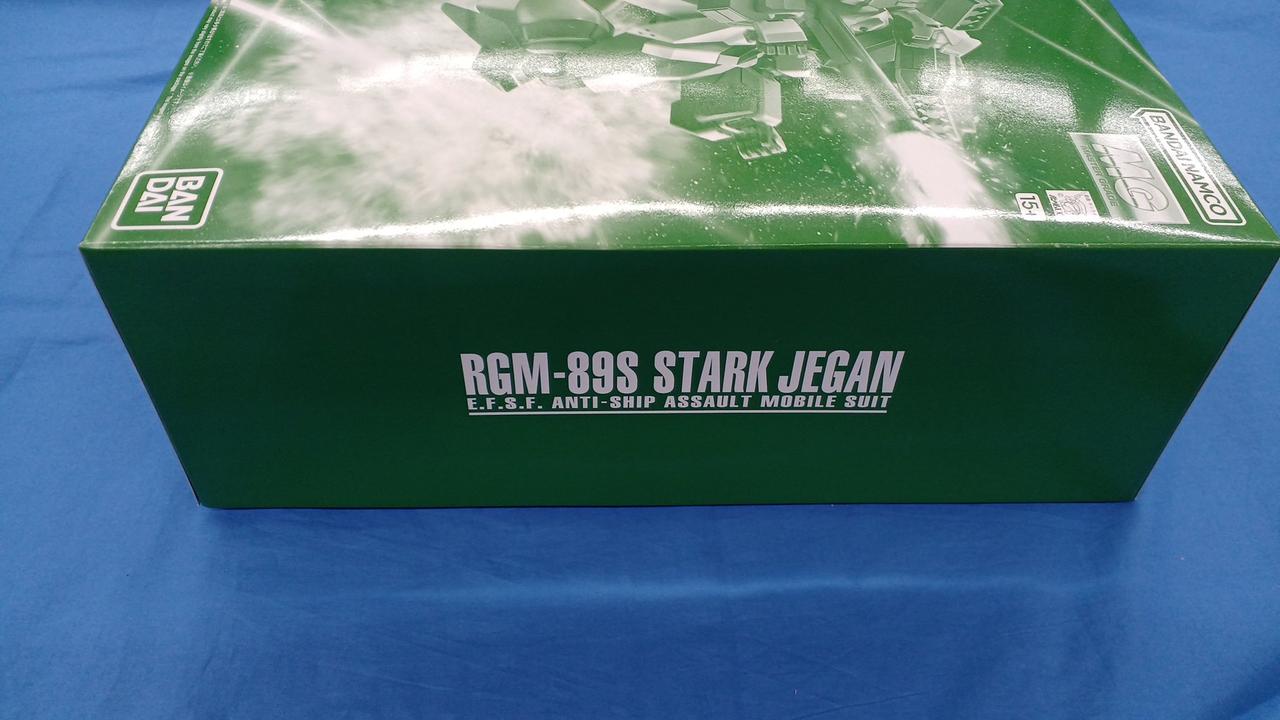 BAN
DAI
BANDAI NAMCO
MG
15+
RGM-89S STARK JEGAN
E.F.S.F. ANTI-SHIP ASSAULT MOBILE SUIT